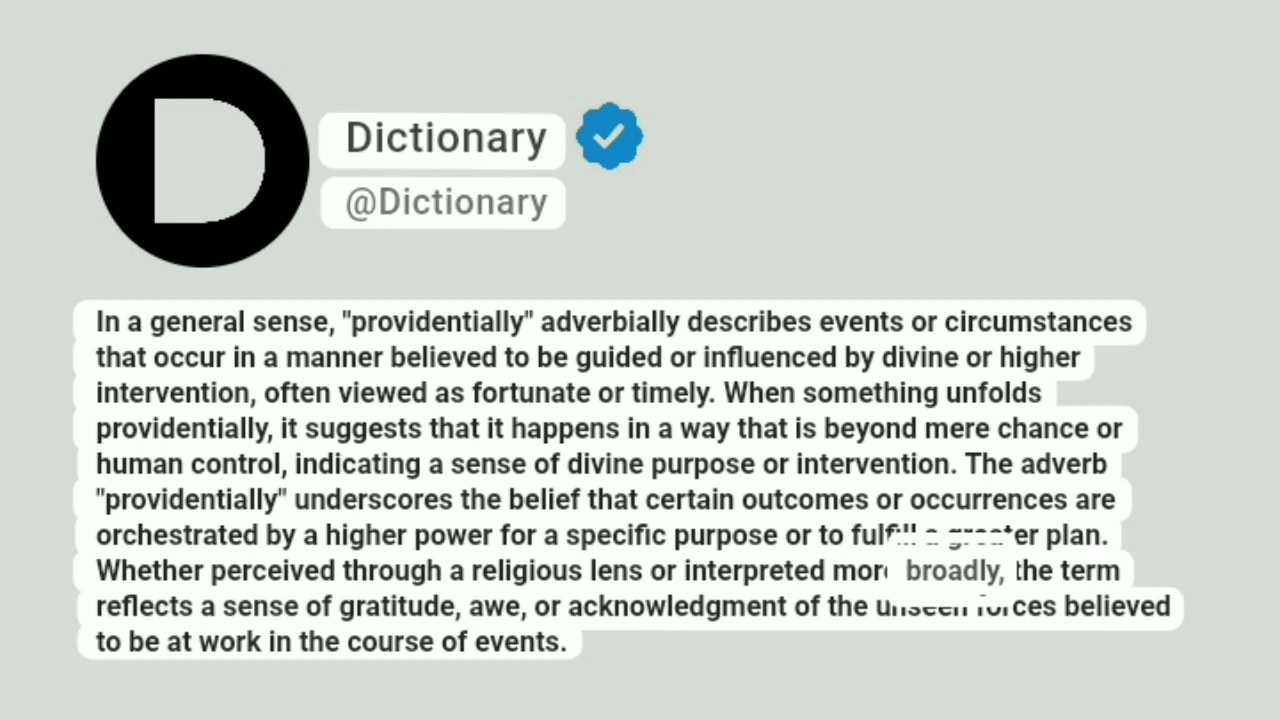 D
Dictionary
@Dictionary
In a general sense, "providentially" adverbially describes events or circumstances
that occur in a manner believed to be guided or influenced by divine or higher
intervention, often viewed as fortunate or timely. When something unfolds
providentially, it suggests that it happens in a way that is beyond mere chance or
human control, indicating a sense of divine purpose or intervention. The adverb
"providentially" underscores the belief that certain outcomes or occurrences are
orchestrated by a higher power for a specific purpose or to fulfill a greater plan.
Whether perceived through a religious lens or interpreted more broadly, the term
reflects a sense of gratitude, awe, or acknowledgment of the unseen forces believed
to be at work in the course of events.